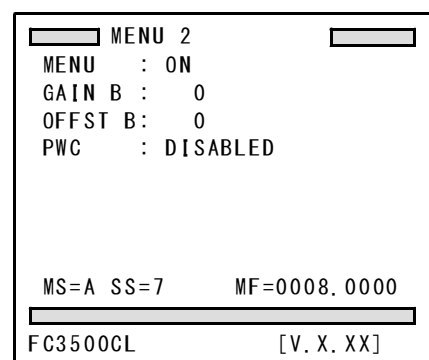 MENU 2
MENU : ON
GAIN B : 0
OFFST B: 0
PWC : DISABLED
MS=A SS=7 MF=0008.0000
FC3500CL [V.X.XX]